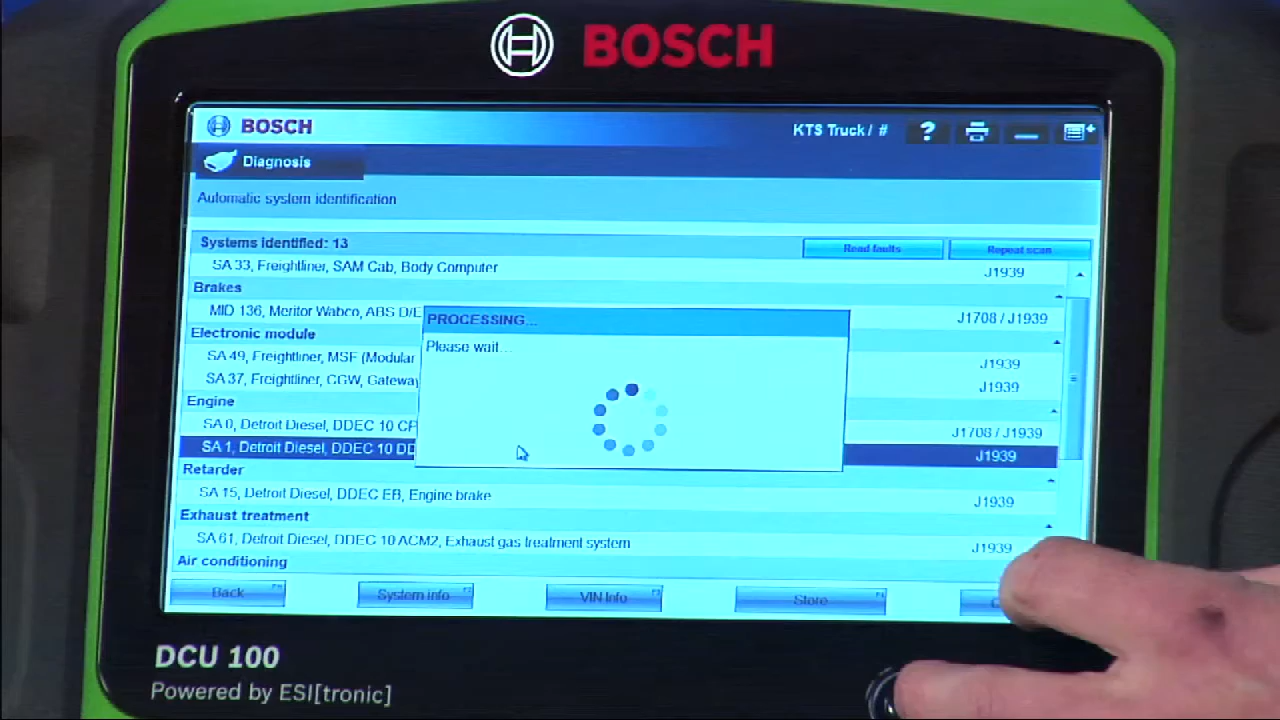 BOSCH
BOSCH
KTS Truck / #
?
Diagnosis
Automatic system identification
Systems identified: 13
Read faults
Repeat scan
SA 33, Freightliner, SAM Cab, Body Computer
J1939
Brakes
MID 136, Meritor Wabco, ABS D/E
J1708 / J1939
PROCESSING...
Please wait...
Electronic module
SA 49, Freightliner, MSF (Modular
J1939
SA 37, Freightliner, CGW, Gateway
J1939
Engine
SA 0, Detroit Diesel, DDEC 10 CP
J1708 / J1939
SA 1, Detroit Diesel, DDEC 10 DD
J1939
Retarder
SA 15, Detroit Diesel, DDEC EB, Engine brake
J1939
Exhaust treatment
SA 61, Detroit Diesel, DDEC 10 ACM2, Exhaust gas treatment system
J1939
Air conditioning
Back
System info
VIN Info
Store
DCU 100
Powered by ESI[tronic]